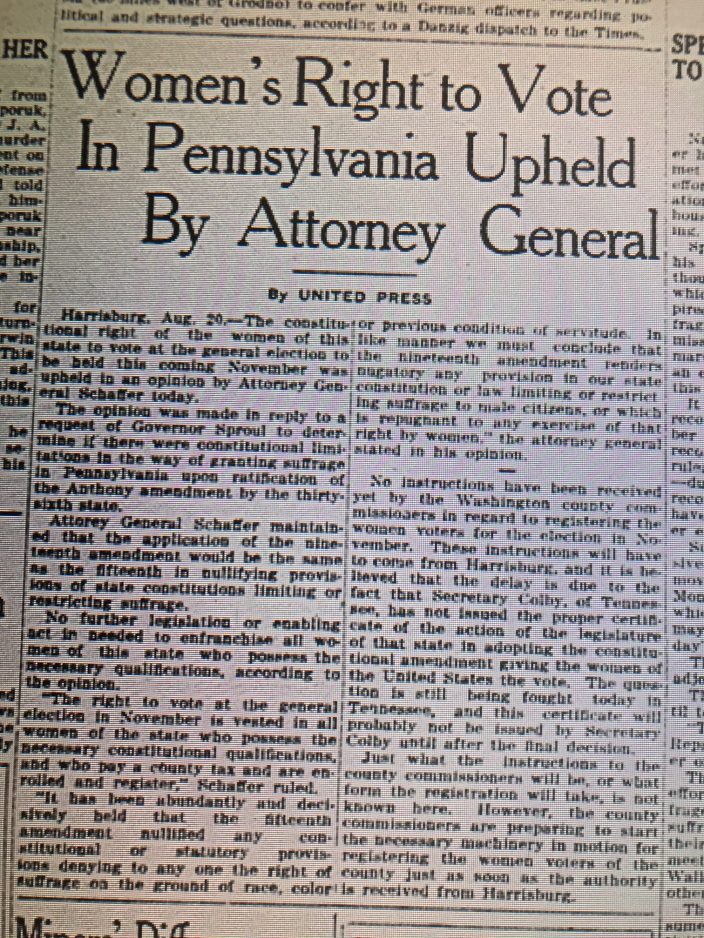 to confer with German officers regarding po-
litical and strategic questions, according to a Danzig dispatch to the Times.
Women's Right to Vote
In Pennsylvania Upheld
By Attorney General
By UNITED PRESS
Harrisburg, Aug. 20.—The constitu-
tional right of the women of this
state to vote at the general election to
be held this coming November was
upheld in an opinion by Attorney Gen-
eral Schaffer today.
The opinion was made in reply to a
request of Governor Sproul to deter-
mine if there were constitutional limi-
tations in the way of granting suffrage
in Pennsylvania upon ratification of
the Anthony amendment by the thirty-
sixth state.
Attorey General Schaffer maintain-
ed that the application of the nine-
teenth amendment would be the same
as the fifteenth in nullifying provis-
ions of state constitutions limiting or
restricting suffrage.
No further legislation or enabling
act in needed to enfranchise all wo-
men of this state who possess the
necessary qualifications, according to
the opinion.
"The right to vote at the general
election in November is vested in all
women of the state who possess the
necessary constitutional qualifications,
and who pay a county tax and are en-
rolled and register," Schaffer ruled.
"It has been abundantly and deci-
sively held that the fifteenth
amendment nullified any con-
stitutional or statutory provis-
ions denying to any one the right of
suffrage on the ground of race, color
or previous condition of servitude. In
like manner we must conclude that
the nineteenth amendment renders
nugatory any provision in our state
constitution or law limiting or restrict
ing suffrage to male citizens, or which
is repugnant to any exercise of that
right by women," the attorney general
stated in his opinion.
No instructions have been received
yet by the Washington county com-
missioners in regard to registering the
women voters for the election in No-
vember. These instructions will have
to come from Harrisburg, and it is be-
lieved that the delay is due to the
fact that Secretary Colby, of Tennes-
see, has not issued the proper certifi-
cate of the action of the legislature
of that state in adopting the constitu-
tional amendment giving the women of
the United States the vote. The ques-
tion is still being fought today in
Tennessee, and this certificate will
probably not be issued by Secretary
Colby until after the final decision.
Just what the instructions to the
county commissioners will be, or what
form the registration will take, is not
known here. However, the county
commissioners are preparing to start
the necessary machinery in motion for
registering the women voters of the
county just as soon as the authority
is received from Harrisburg.